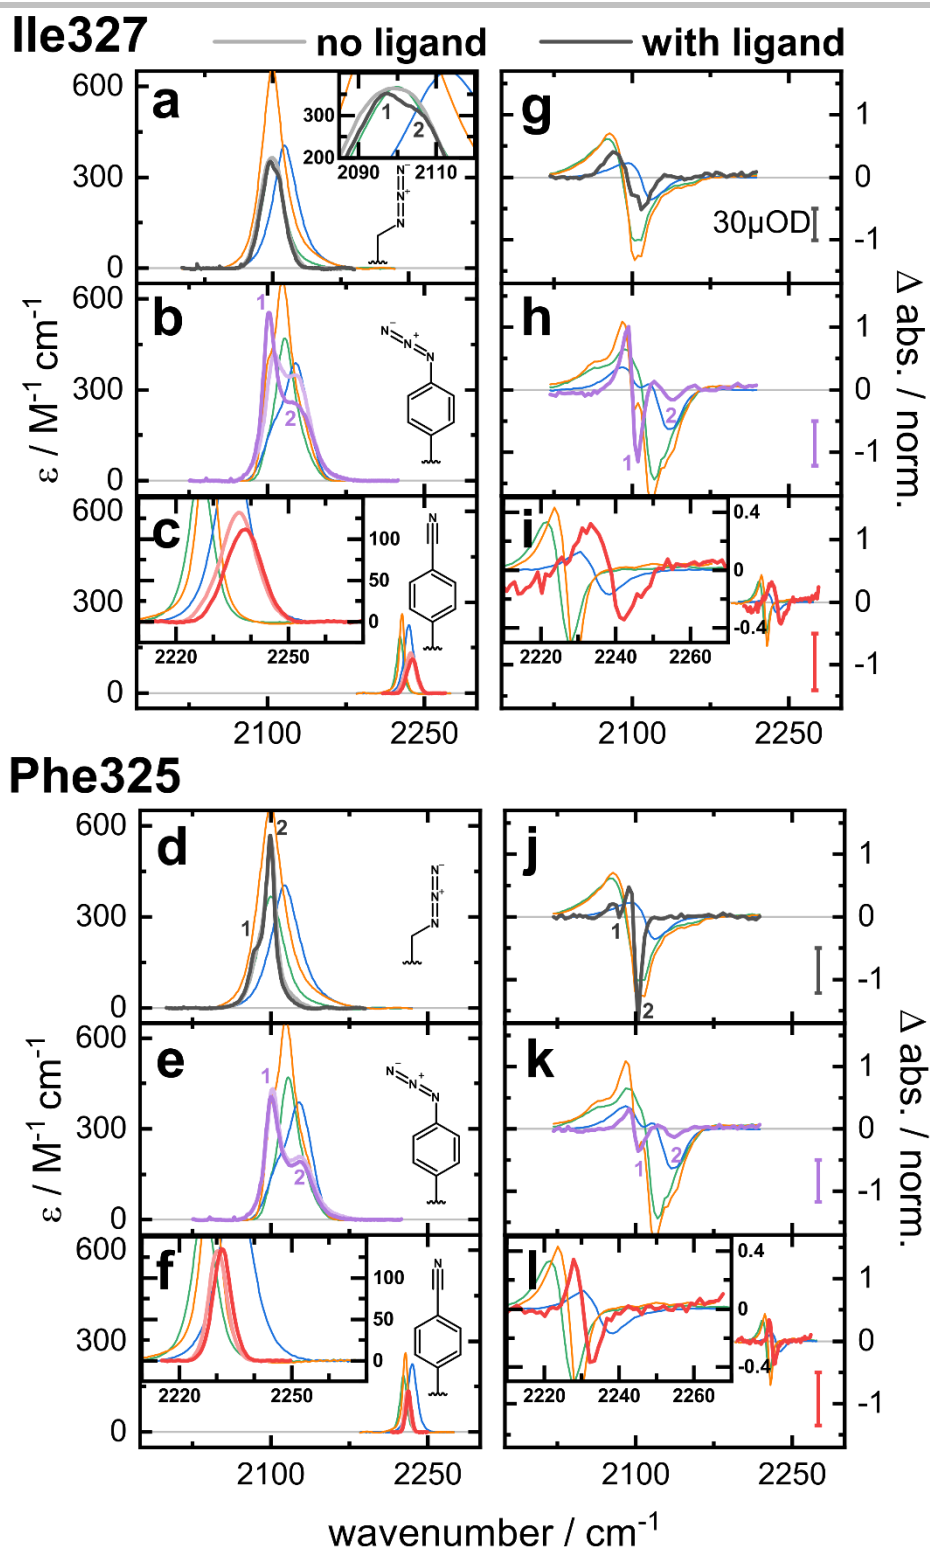 Ile327
no ligand
with ligand
a
600
300
0
1
2
300
200
2090
2110
N⁻
N⁺
N
g
1
0
-1
30μOD
b
600
300
0
1
2
N⁻
N⁺
N
h
1
0
-1
1
2
c
600
300
0
100
50
0
2220
2250
N
i
0.4
0
-0.4
2220
2240
2260
1
0
-1
2100
2250
2100
2250
ε / M⁻¹ cm⁻¹
Δ abs. / norm.
Phe325
d
600
300
0
1
2
N⁻
N⁺
N
j
1
0
-1
1
2
e
600
300
0
1
2
N⁻
N⁺
N
k
1
0
-1
1
2
f
600
300
0
100
50
0
2220
2250
N
l
0.4
0
-0.4
2220
2240
2260
1
0
-1
2100
2250
2100
2250
ε / M⁻¹ cm⁻¹
Δ abs. / norm.
wavenumber / cm⁻¹